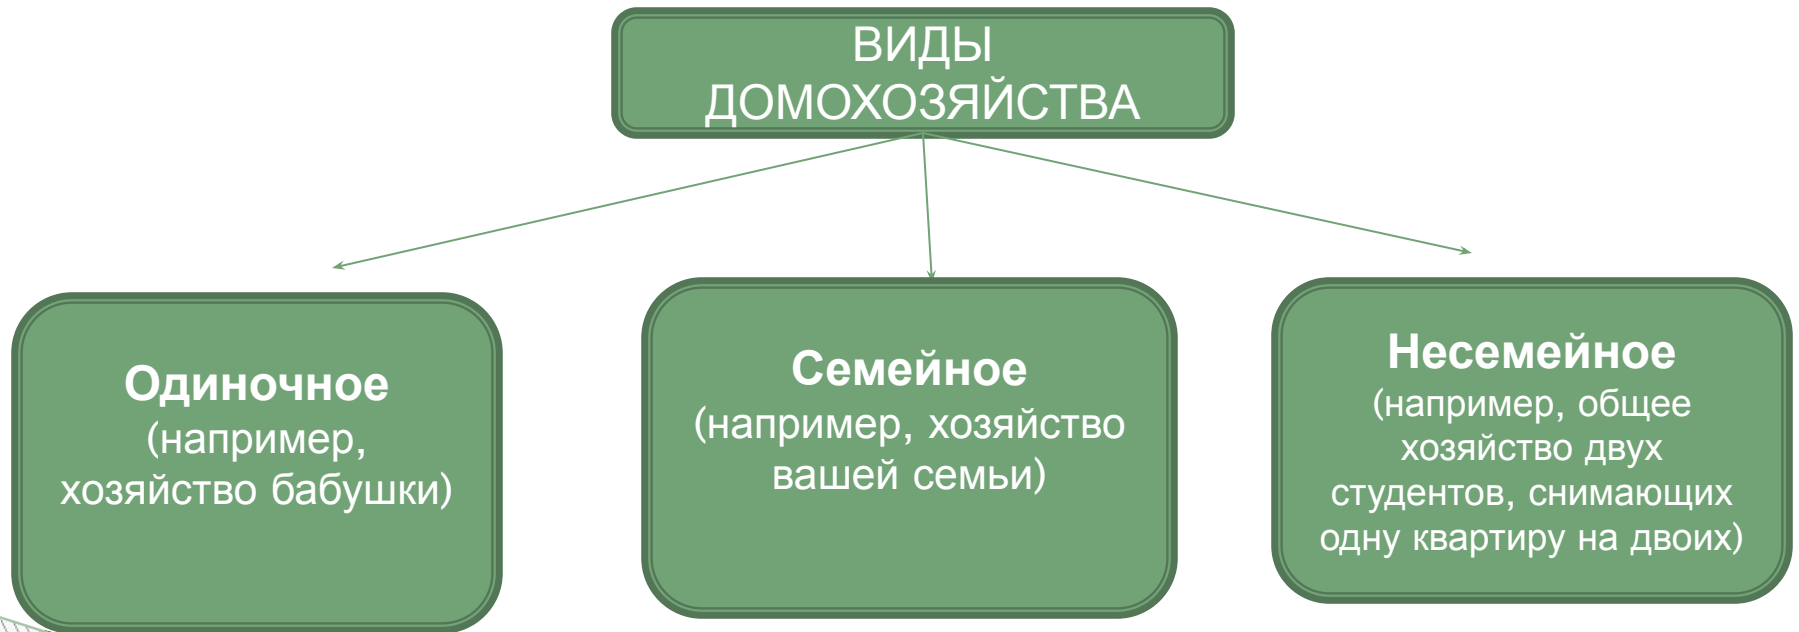 ВИДЫ
ДОМОХОЗЯЙСТВА
Одиночное
(например,
хозяйство бабушки)
Семейное
(например, хозяйство
вашей семьи)
Несемейное
(например, общее
хозяйство двух
студентов, снимающих
одну квартиру на двоих)